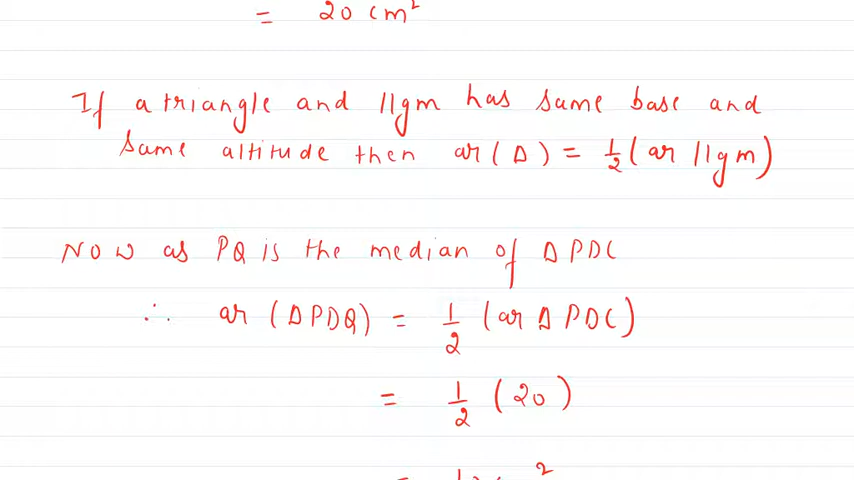 = 20 cm²
If a triangle and ||gm has same base and
same altitude then ar(Δ) = 1/2 (ar ||gm)
Now as PQ is the median of ΔPDC
∴ ar (ΔPDQ) = 1/2 (ar ΔPDC)
= 1/2 (20)
=